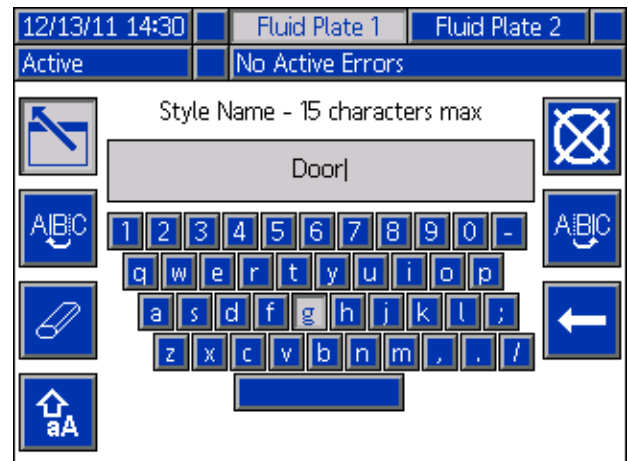 12/13/11 14:30 Fluid Plate 1 Fluid Plate 2
Active No Active Errors
Style Name - 15 characters max
Door
A|B|C A|B|C
1 2 3 4 5 6 7 8 9 0 -
q w e r t y u i o p
a s d f g h j k l ;
z x c v b n m , . /
aA